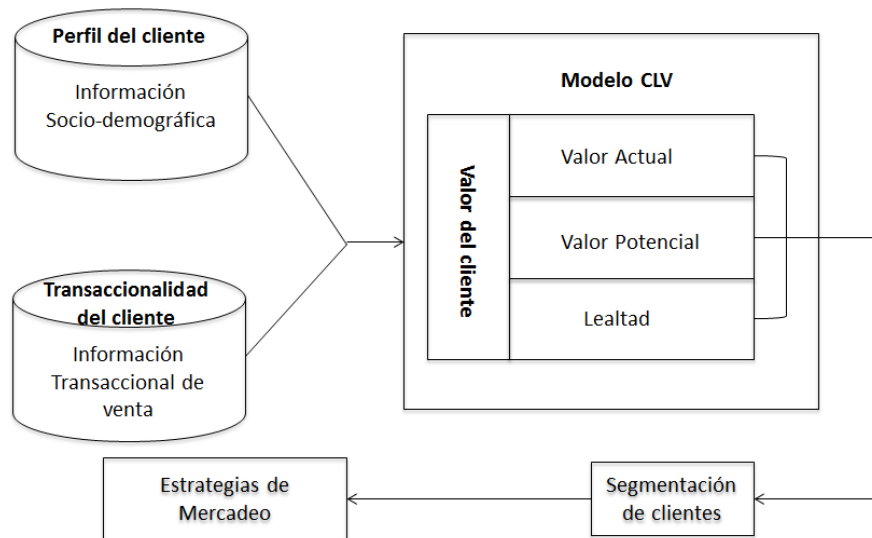 Perfil del cliente
Información
Socio-demográfica
Transaccionalidad
del cliente
Información
Transaccional de
venta
Modelo CLV
Valor del cliente
Valor Actual
Valor Potencial
Lealtad
Estrategias de
Mercadeo
Segmentación
de clientes